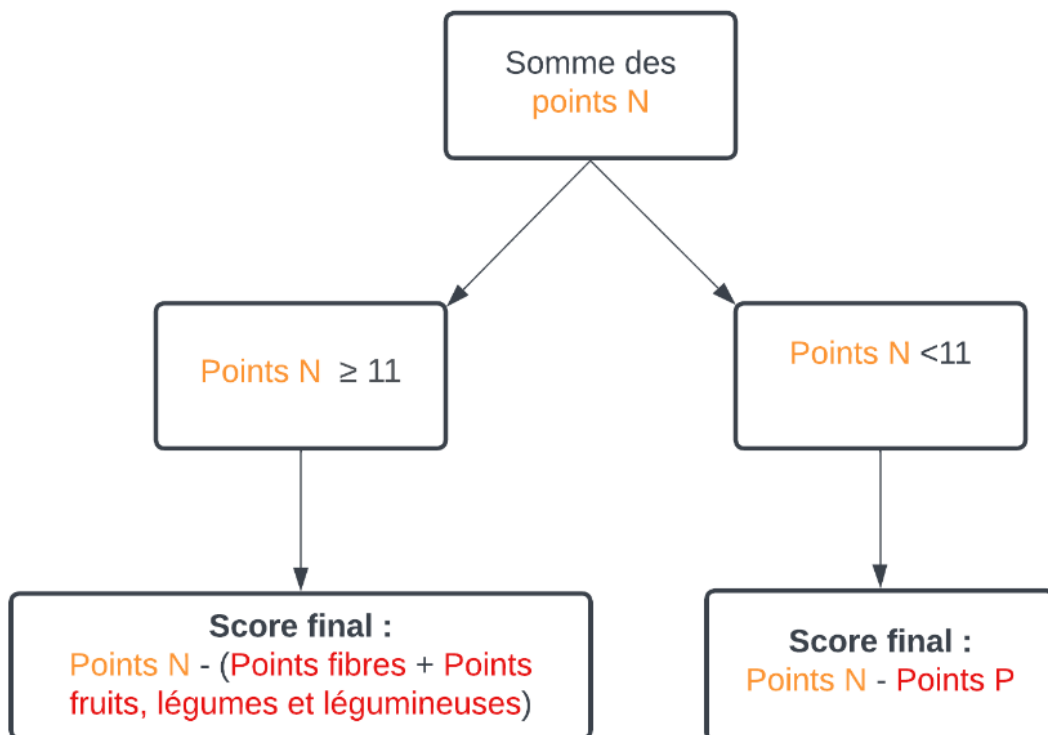 Somme des
points N
Points N ≥ 11
Points N <11
Score final :
Points N - (Points fibres + Points
fruits, légumes et légumineuses)
Score final :
Points N - Points P